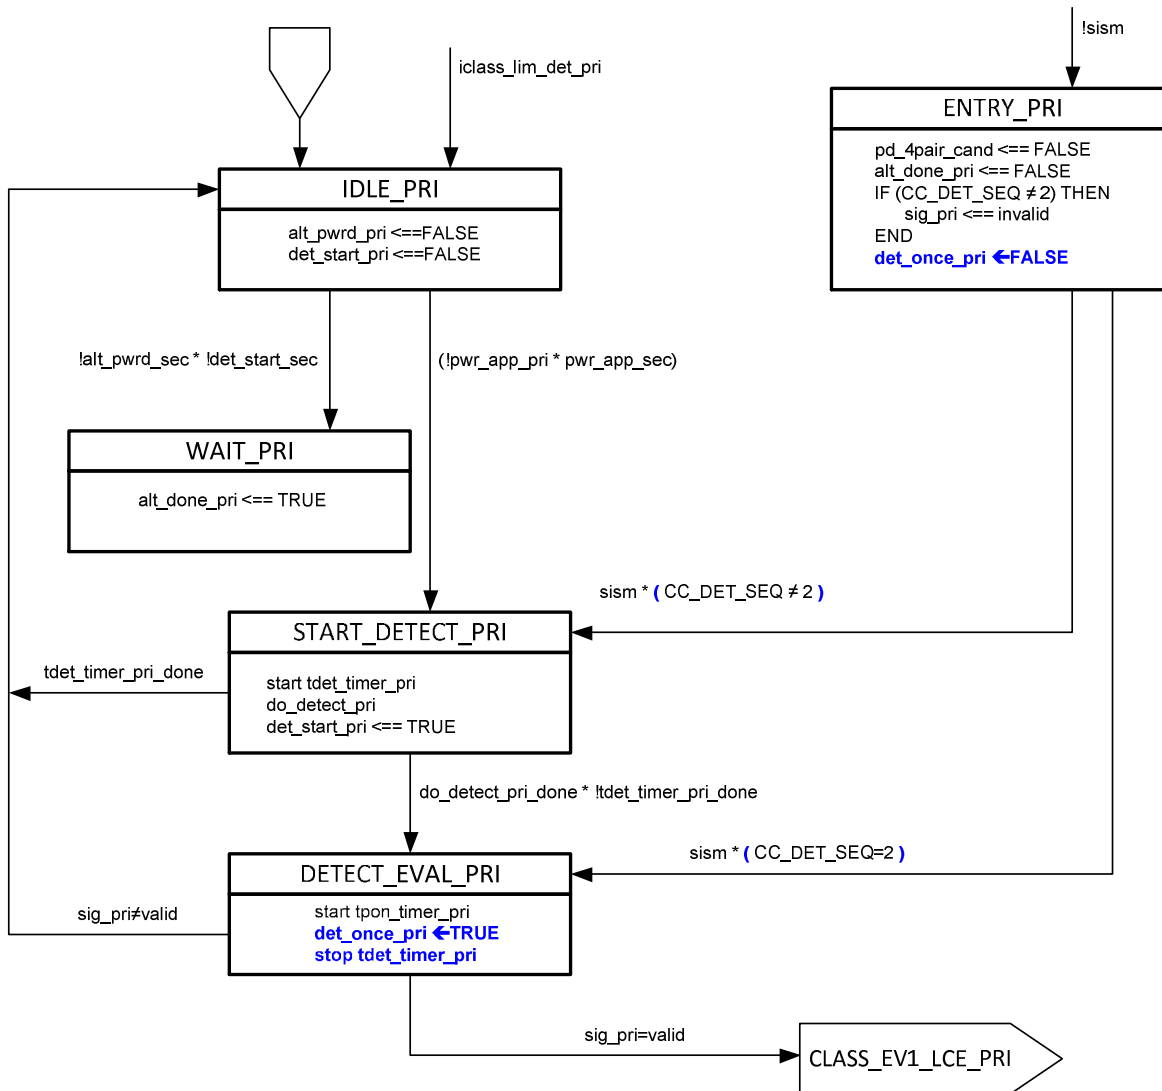 !sism
iclass_lim_det_pri
ENTRY_PRI
pd_4pair_cand <== FALSE
alt_done_pri <== FALSE
IF (CC_DET_SEQ ≠ 2) THEN
sig_pri <== invalid
END
det_once_pri 🡨FALSE
IDLE_PRI
alt_pwrd_pri <==FALSE
det_start_pri <==FALSE
!alt_pwrd_sec * !det_start_sec
(!pwr_app_pri * pwr_app_sec)
WAIT_PRI
alt_done_pri <== TRUE
sism * ( CC_DET_SEQ ≠ 2 )
START_DETECT_PRI
start tdet_timer_pri
do_detect_pri
det_start_pri <== TRUE
tdet_timer_pri_done
do_detect_pri_done * !tdet_timer_pri_done
sism * ( CC_DET_SEQ=2 )
DETECT_EVAL_PRI
start tpon_timer_pri
det_once_pri 🡨TRUE
stop tdet_timer_pri
sig_pri≠valid
sig_pri=valid
CLASS_EV1_LCE_PRI